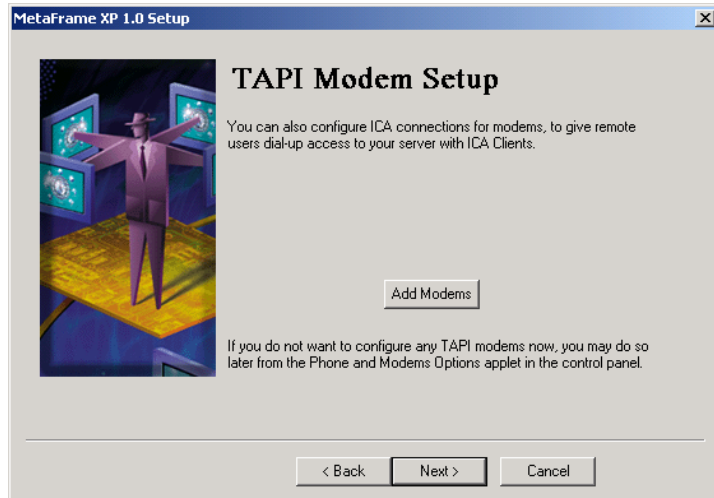 MetaFrame XP 1.0 Setup
TAPI Modem Setup
You can also configure ICA connections for modems, to give remote
users dial-up access to your server with ICA Clients.
Add Modems
If you do not want to configure any TAPI modems now, you may do so
later from the Phone and Modems Options applet in the control panel.
< Back
Next >
Cancel